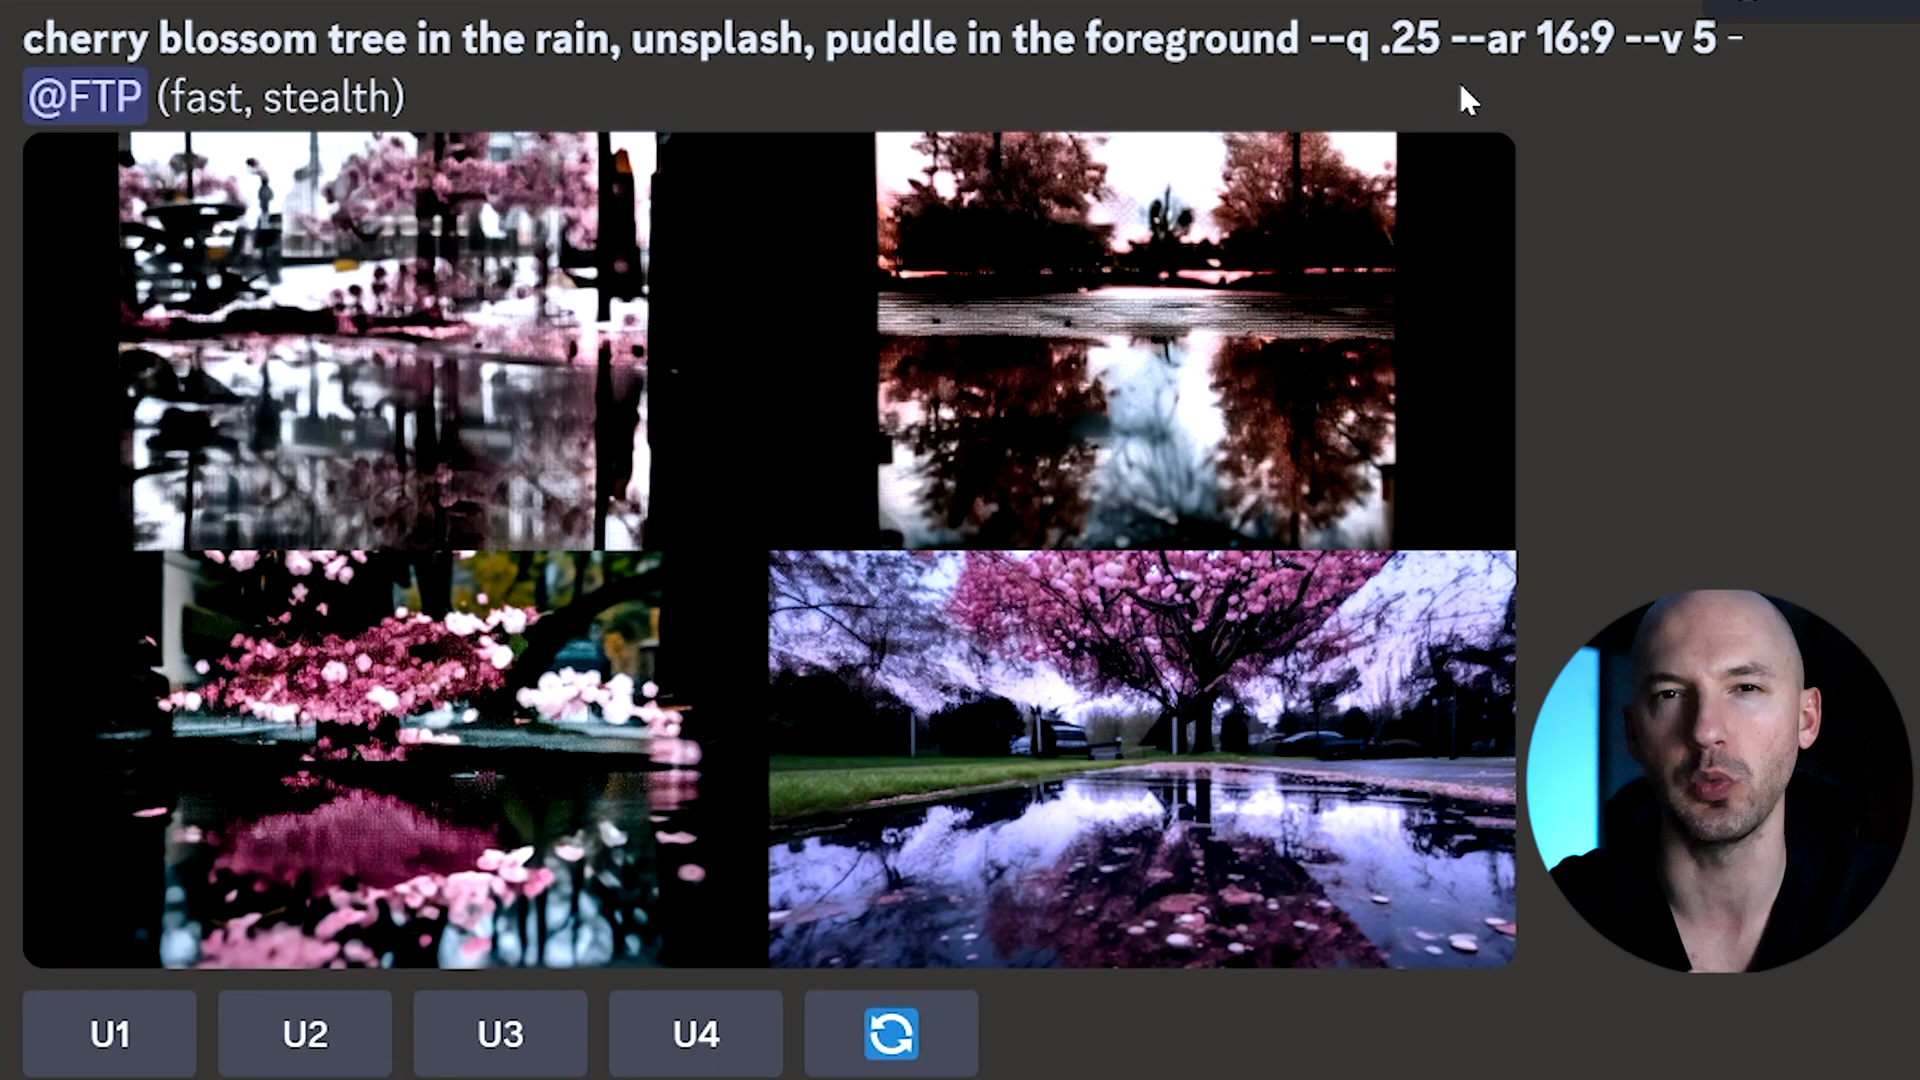 cherry blossom tree in the rain, unsplash, puddle in the foreground --q .25 --ar 16:9 --v 5 -
@FTP (fast, stealth)
U1 U2 U3 U4